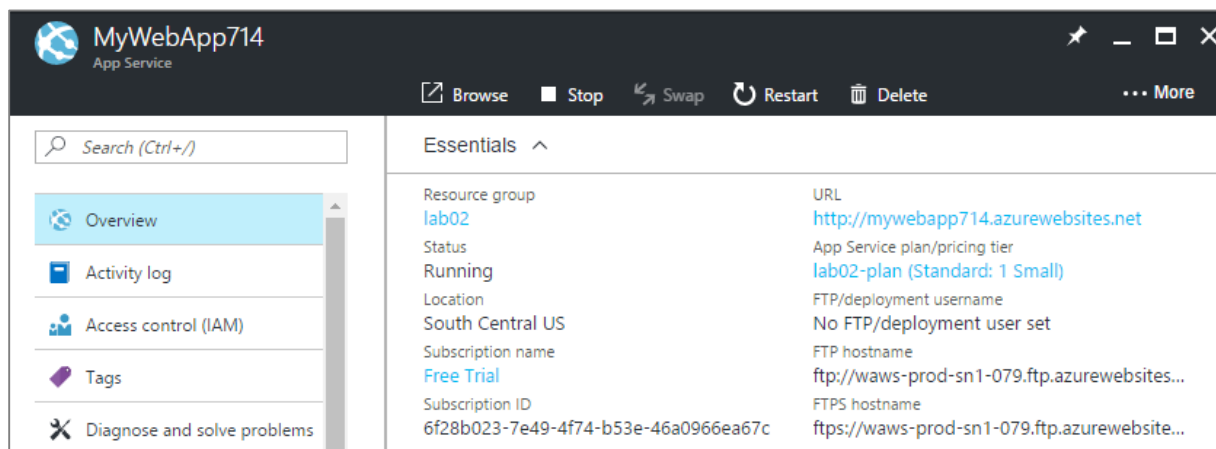 MyWebApp714
App Service
Browse Stop Swap Restart Delete ... More
Search (Ctrl+/)
Overview
Activity log
Access control (IAM)
Tags
Diagnose and solve problems
Essentials
Resource group
lab02
Status
Running
Location
South Central US
Subscription name
Free Trial
Subscription ID
6f28b023-7e49-4f74-b53e-46a0966ea67c
URL
http://mywebapp714.azurewebsites.net
App Service plan/pricing tier
lab02-plan (Standard: 1 Small)
FTP/deployment username
No FTP/deployment user set
FTP hostname
ftp://waws-prod-sn1-079.ftp.azurewebsites...
FTPS hostname
ftps://waws-prod-sn1-079.ftp.azurewebsite...